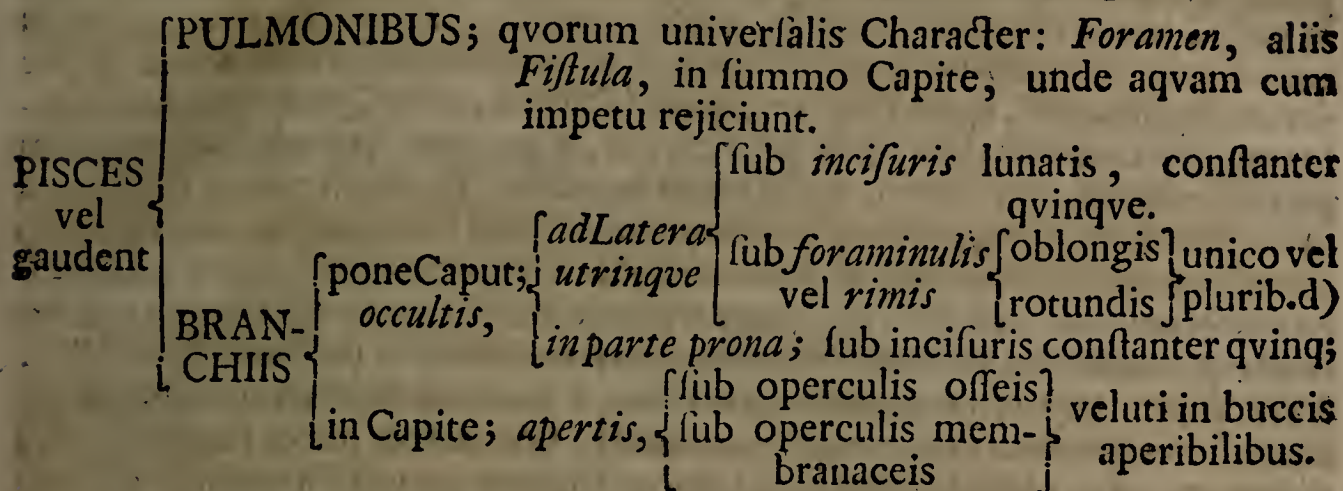 PULMONIBUS; qvorum univerſalis Character: Foramen, aliis
Fiſtula, in ſummo Capite, unde aqvam cum
impetu rejiciunt.
PISCES
vel
gaudent
BRAN-
CHIIS
poneCaput;
occultis,
adLatera
utrinqve
ſub inciſuris lunatis, conſtanter
qvinqve.
ſub foraminulis
vel rimis
oblongis
rotundis
unico vel
plurib.d)
in parte prona; ſub inciſuris conſtanter qvinq;
in Capite; apertis,
ſub operculis oſſeis
ſub operculis mem-
branaceis
veluti in buccis
aperibilibus.